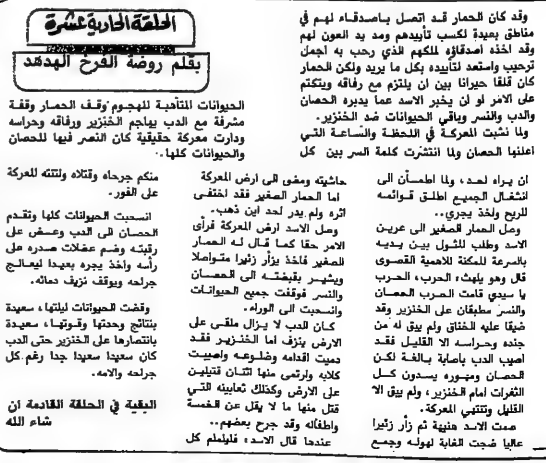 الحلقة الحادية عشرة
بقلم روضة الفرخ الهدهد
وقد كان الحمار قد اتصل باصدقاء لهم في
مناطق بعيدة لكسب تأييدهم ومد يد العون لهم
وقد اخذه اصدقاؤه لملكهم الذي رحب به اجمل
ترحيب واستعد لتأييده بكل ما يريد ولكن الحمار
كان قلقا حيرانا بين ان يلتزم مع رفاقه ويتكتم
على الامر او ان يخبر الاسد عما يدبره الحصان
والدب والنسر وباقي الحيوانات ضد الخنزير.
ولما نشبت المعركة في اللحظة والساعة التي
اعلنها الحصان ولما انتشرت كلمة السر بين كل
الحيوانات المتأهبة للهجوم وقف الحمار وقفة
مشرفة مع الدب يهاجم الخنزير ورفاقه وحراسه
ودارت معركة حقيقية كان النصر فيها للحصان
والحيوانات كلها.
ان يراه احد، ولما اطمأن الى
انشغال الجميع اطلق قوائمه
للريح واخذ يجري..
وصل الحمار الصغير الى عرين
الاسد وطلب المثول بين يديه
بالسرعة الممكنة للاهمية القصوى
قال وهو يلهث، الحرب، الحرب
يا سيدي قامت الحرب الحصان
والنسر مطبقان على الخنزير وقد
ضيقا عليه الخناق ولم يبق له من
جنده وحراسه الا القليل فقد
اصيب الدب باصابة بالغة لكن
الحصان ومهوره يسدون كل
الثغرات امام الخنزير، ولم يبق الا
القليل وتنتهي المعركة.
صمت الاسد هنيهة ثم زأر زئيرا
عاليا ضجت الغابة لهوله وجمع
حاشيته ومضى الى ارض المعركة
اما الحمار الصغير فقد اختفى
اثره ولم يدر احد اين ذهب.
وصل الاسد ارض المعركة فرأى
الامر حقا كما قال له الحمار
الصغير فاخذ يزأر زئيرا متواصلا
ويشير بقبضته الى الحصان
والنسر فوقفت جميع الحيوانات
وانسحبت الى الوراء.
كان الدب لا يزال ملقى على
الارض ينزف اما الخنزير فقد
دميت اقدامه وضلوعه واصيبت
كلابه وارتمى منها اثنان قتيلين
على الارض وكذلك ثعابينه التي
قتل منها ما لا يقل عن الخمسة
واطفاله وقد جرح بعضهم..
عندها قال الاسد: فليلملم كل
منكم جرحاه وقتلاه ولتنته المعركة
على الفور.
انسحبت الحيوانات كلها وتقدم
الحصان الى الدب وعض على
رقبته وضم عضلات صدره على
رأسه واخذ يجره بعيدا ليعالج
جراحه ويوقف نزيف دمائه.
وقضت الحيوانات ليلتها، سعيدة
بنتائج وحدتها وقوتها، سعيدة
بانتصارها على الخنزير حتى الدب
كان سعيدا سعيدا جدا رغم كل
جراحه والامه.
البقية في الحلقة القادمة ان
شاء الله